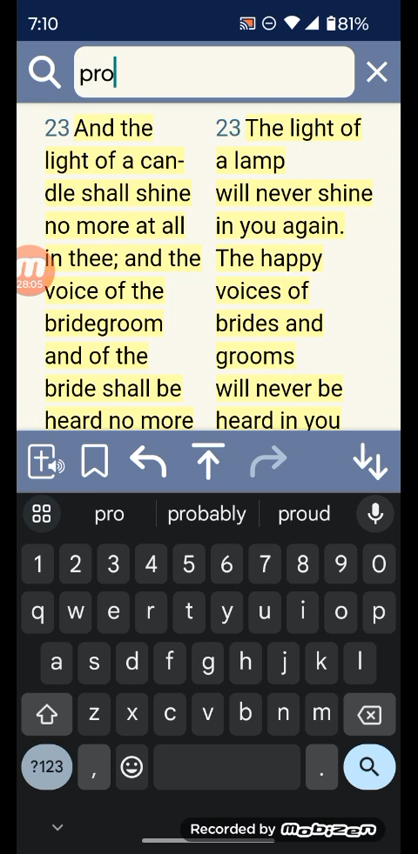 7:10 81%
pro
23 And the
light of a can-
dle shall shine
no more at all
in thee; and the
voice of the
bridegroom
and of the
bride shall be
heard no more
23 The light of
a lamp
will never shine
in you again.
The happy
voices of
brides and
grooms
will never be
heard in you
28:05
pro probably proud
1 2 3 4 5 6 7 8 9 0
q w e r t y u i o p
a s d f g h j k l
z x c v b n m
?123 , .
Recorded by mobizen